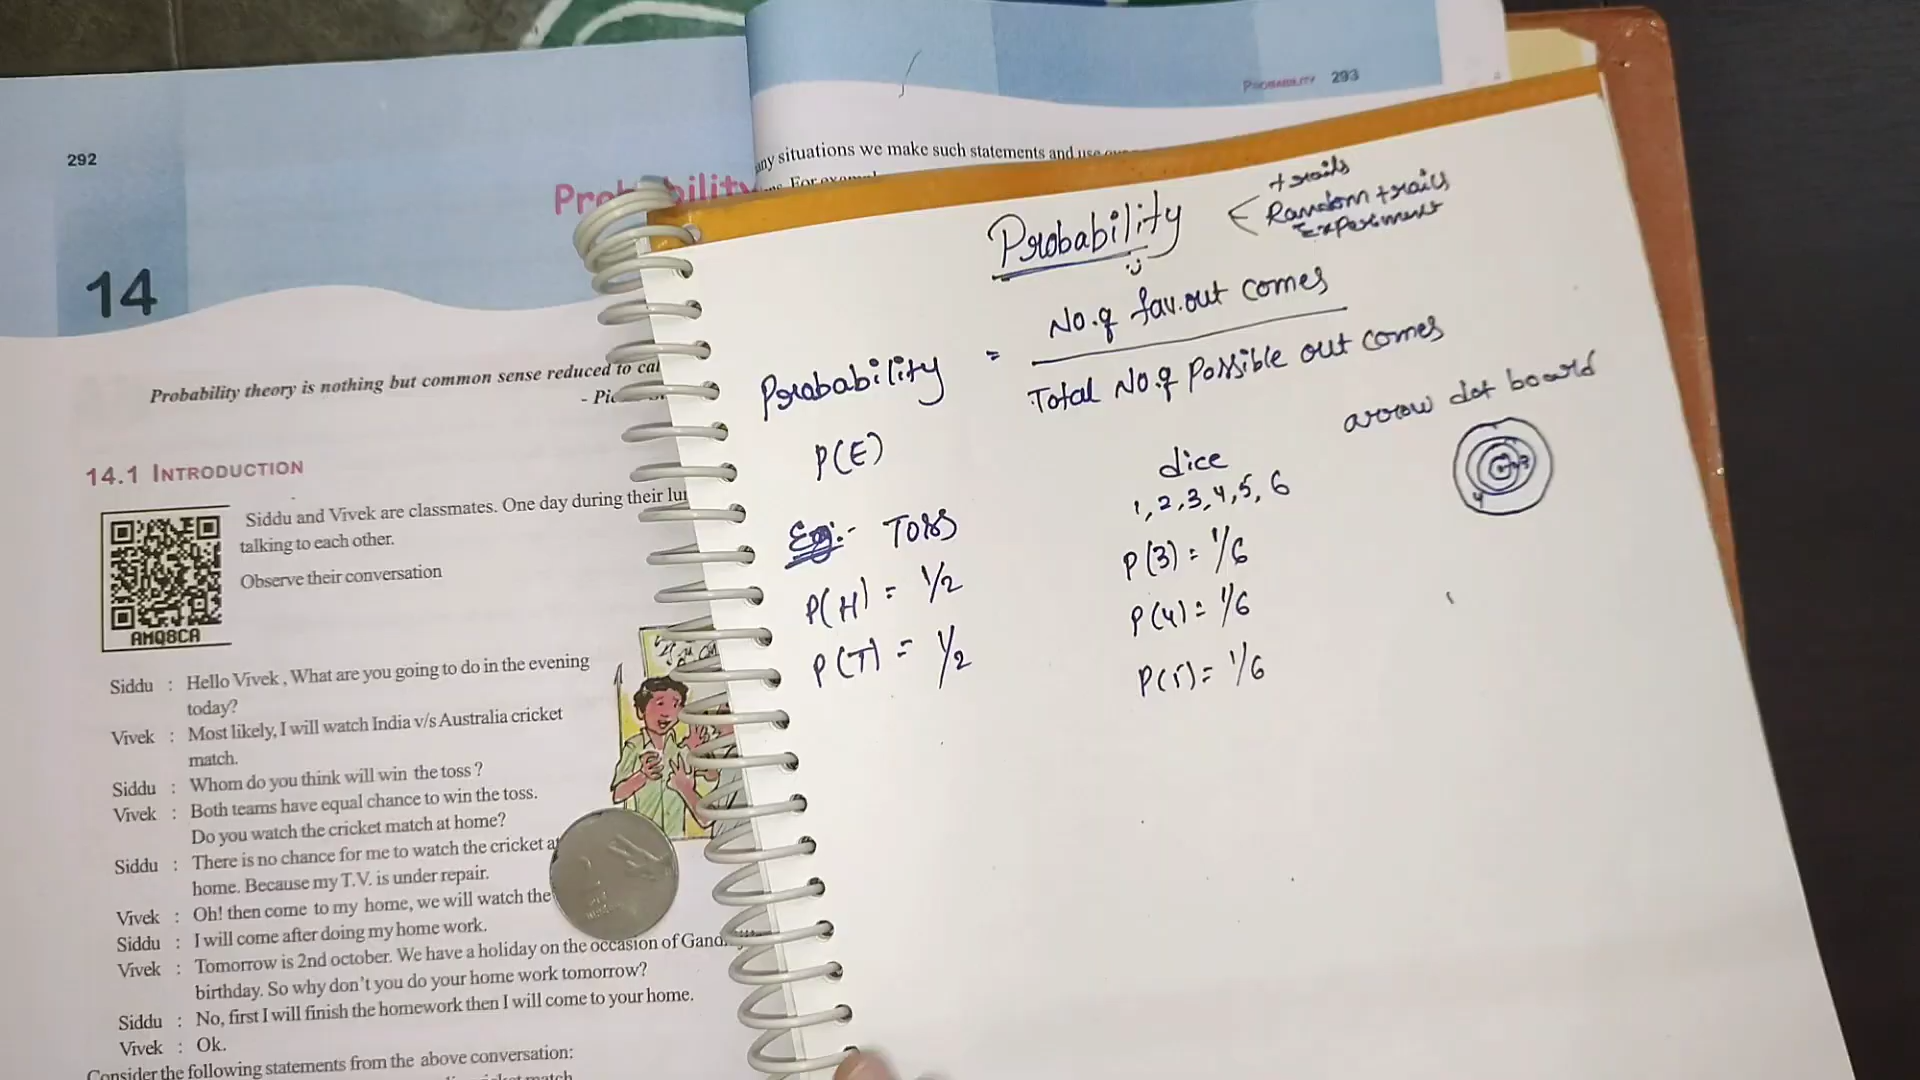 292
Probability
14
Probability theory is nothing but common sense reduced to cal
- Pie
14.1 INTRODUCTION
AMQ8CA
Siddu and Vivek are classmates. One day during their lu
talking to each other.
Observe their conversation
Siddu : Hello Vivek, What are you going to do in the evening
today?
Vivek : Most likely, I will watch India v/s Australia cricket
match.
Siddu : Whom do you think will win the toss ?
Vivek : Both teams have equal chance to win the toss.
Do you watch the cricket match at home?
Siddu : There is no chance for me to watch the cricket at
home. Because my T.V. is under repair.
Vivek : Oh! then come to my home, we will watch the
Siddu : I will come after doing my home work.
Vivek : Tomorrow is 2nd october. We have a holiday on the occasion of Gand
birthday. So why don't you do your home work tomorrow?
Siddu : No, first I will finish the homework then I will come to your home.
Vivek : Ok.
Consider the following statements from the above conversation:
match
PROBABILITY 293
any situations we make such statements and use
For exam
Probability
trails
Random trails
Experiment
Probability = No.of fav.out comes
Total No.of Possible out comes
P(E)
Eg:- Toss
P(H) = 1/2
P(T) = 1/2
dice
1,2,3,4,5,6
P(3) = 1/6
P(4) = 1/6
P(5) = 1/6
arrow dot board
4
3